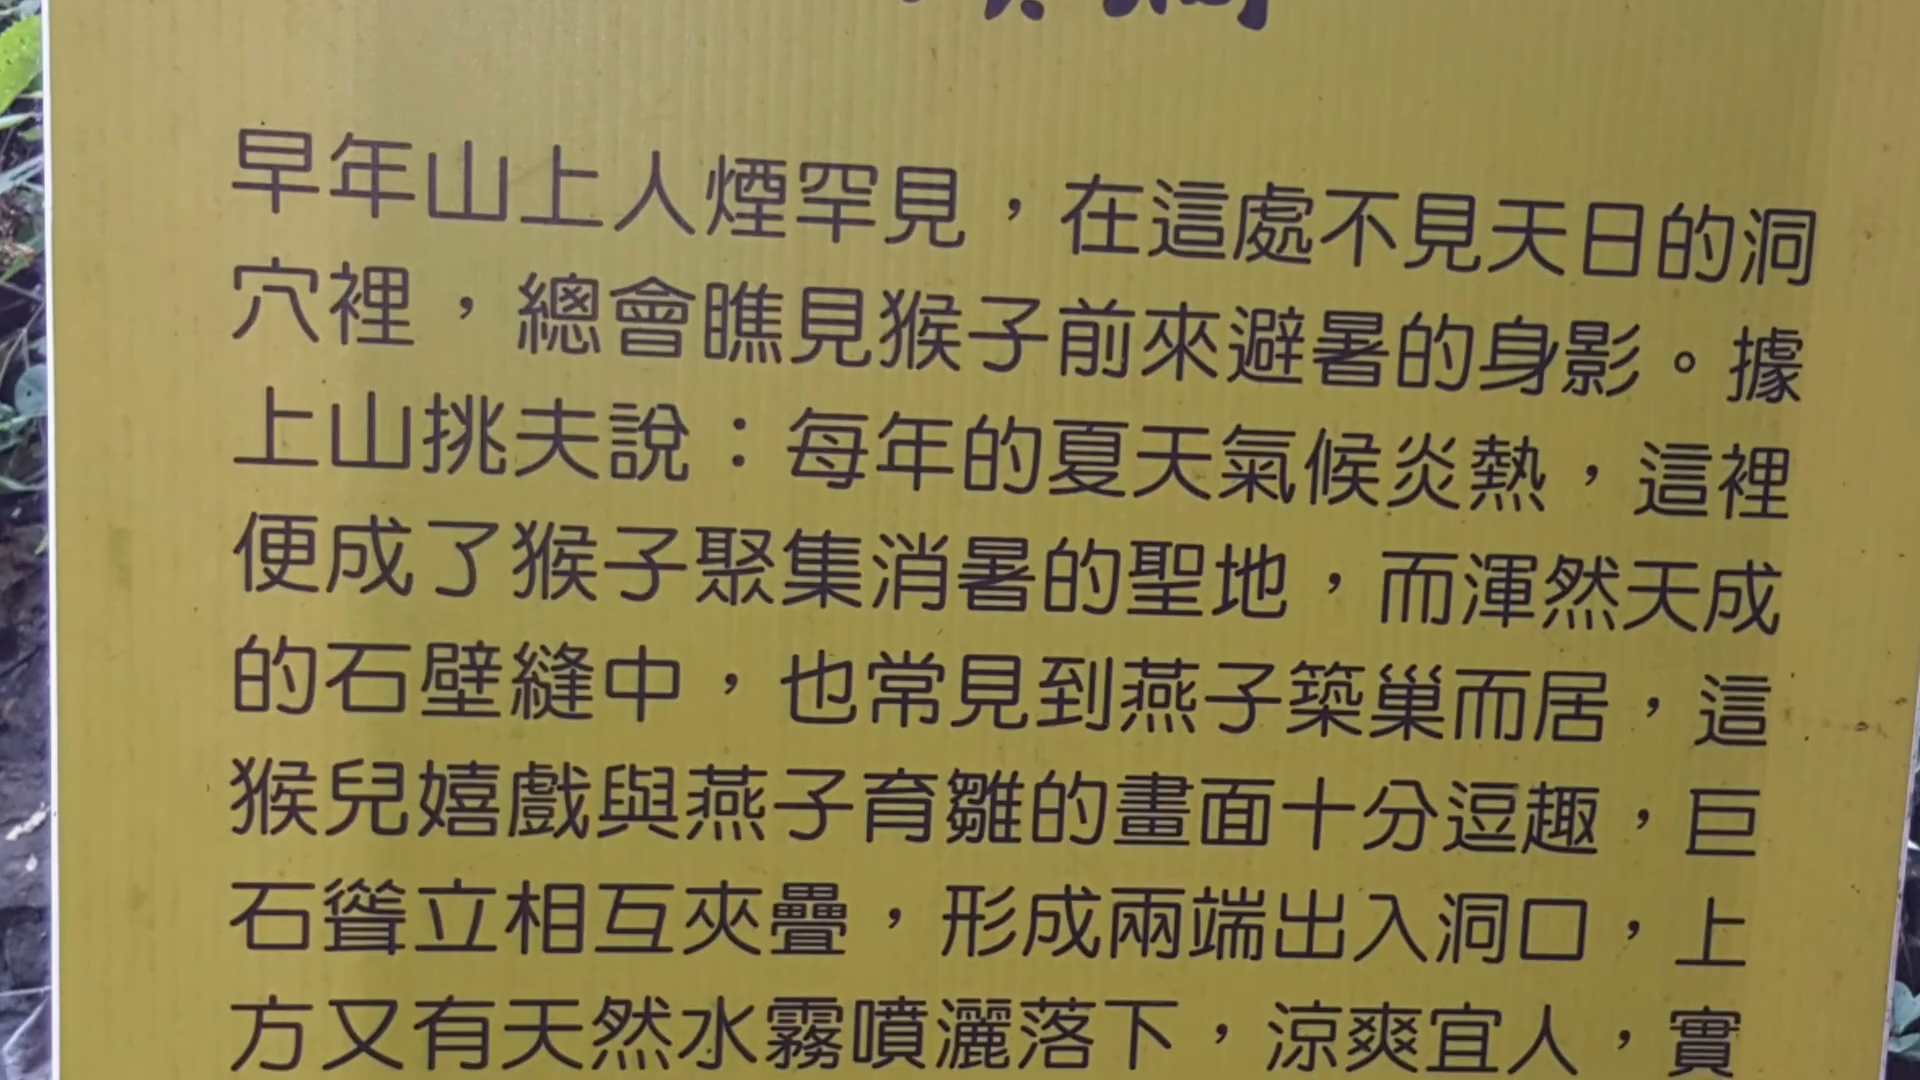 早年山上人煙罕見，在這處不見天日的洞
穴裡，總會瞧見猴子前來避暑的身影。據
上山挑夫說：每年的夏天氣候炎熱，這裡
便成了猴子聚集消暑的聖地，而渾然天成
的石壁縫中，也常見到燕子築巢而居，這
猴兒嬉戲與燕子育雛的畫面十分逗趣，巨
石聳立相互夾疊，形成兩端出入洞口，上
方又有天然水霧噴灑落下，涼爽宜人，實